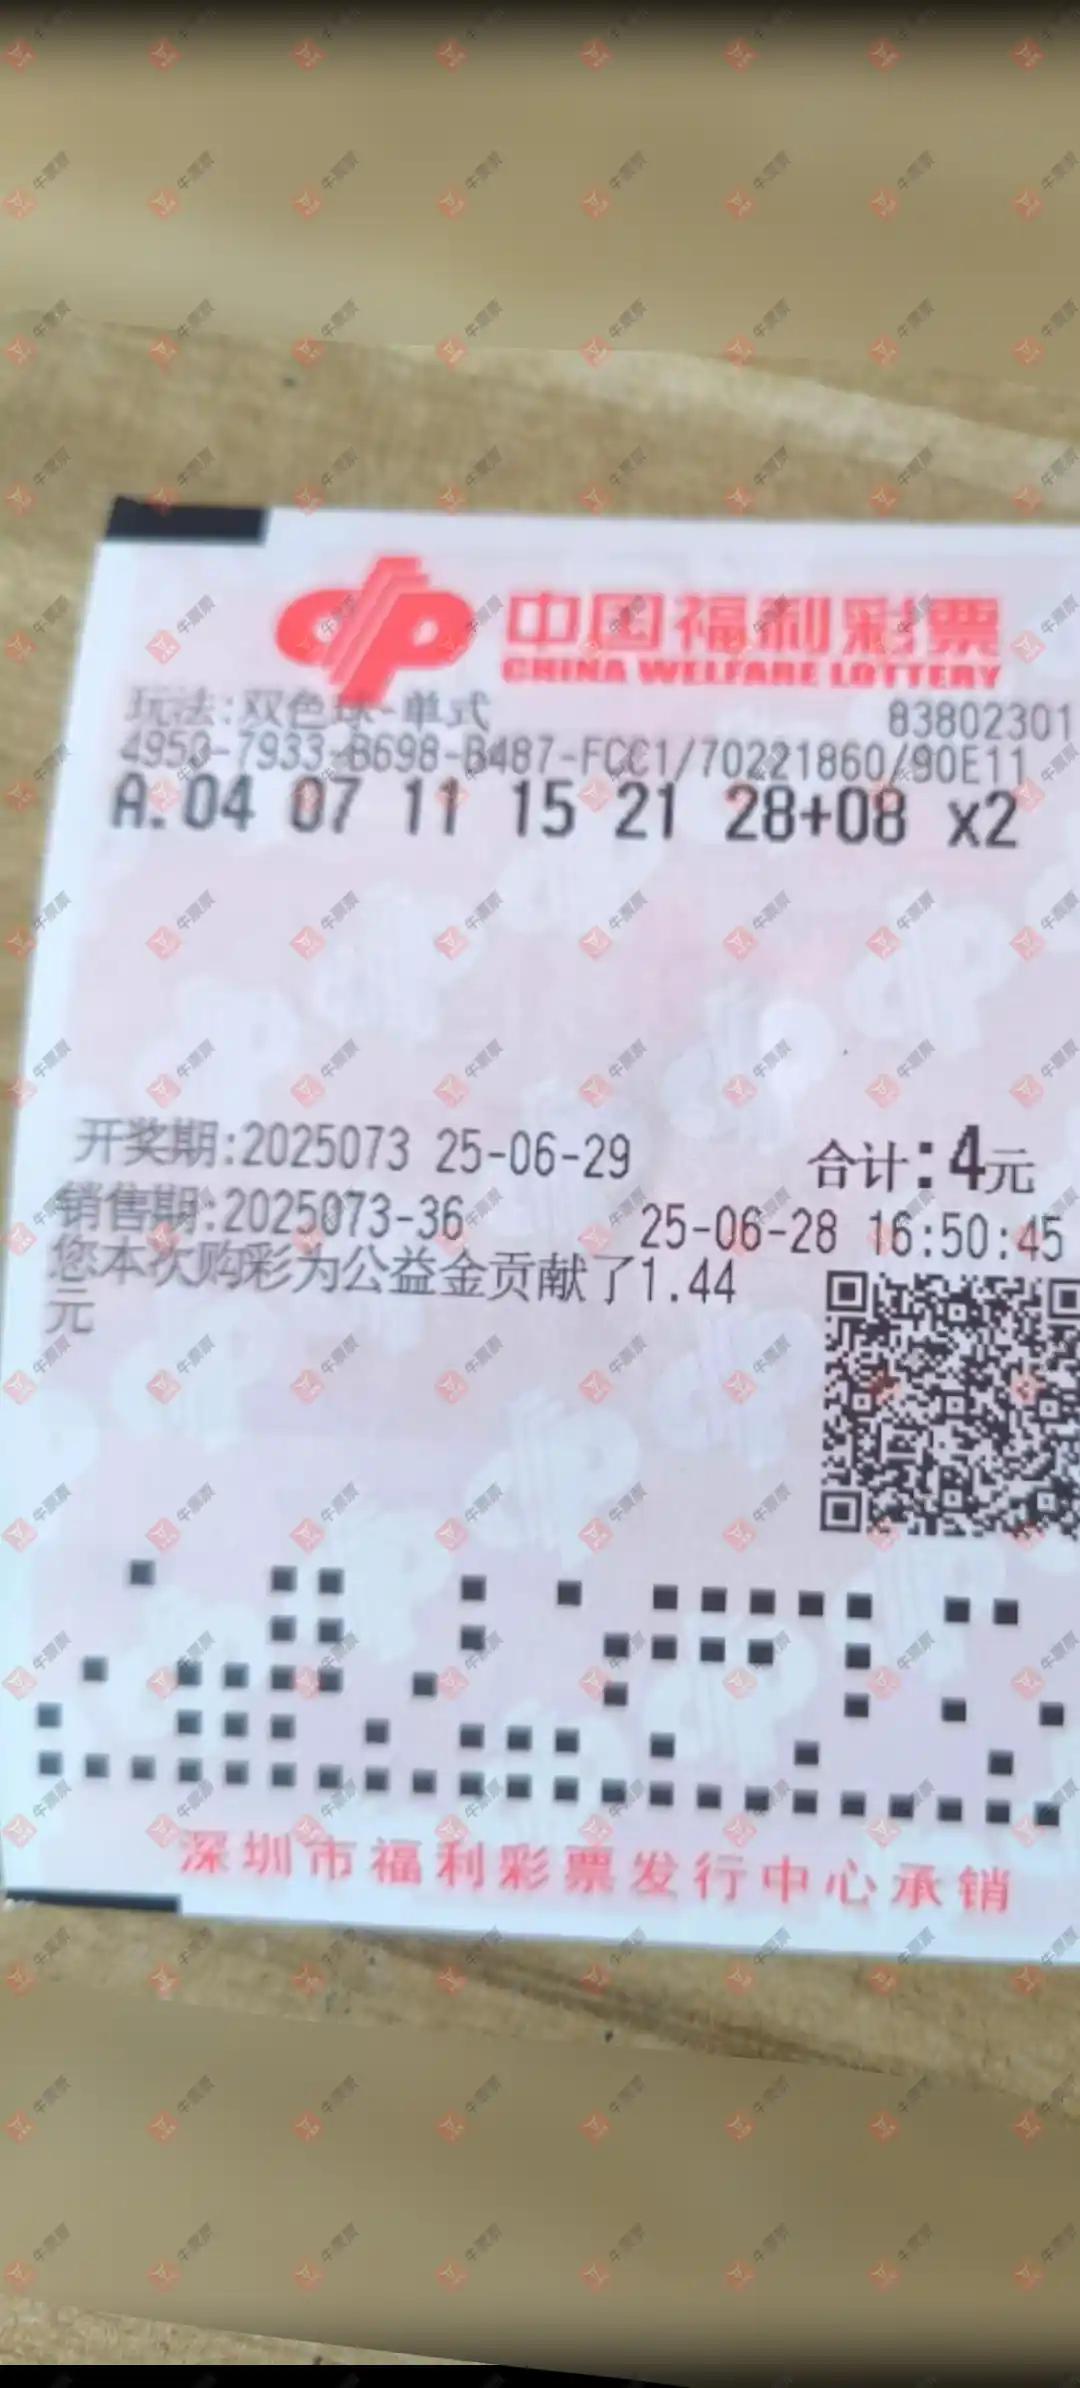 中国福利彩票
CHINA WELFARE LOTTERY
玩法:双色球-单式 83802301
4950-7933-B698-B487-FCC1/70221860/90E11
A.04 07 11 15 21 28+08 x2
开奖期:2025073 25-06-29 合计:4元
销售期:2025073-36 25-06-28 16:50:45
您本次购彩为公益金贡献了1.44
元
深圳市福利彩票发行中心承销
牛票票